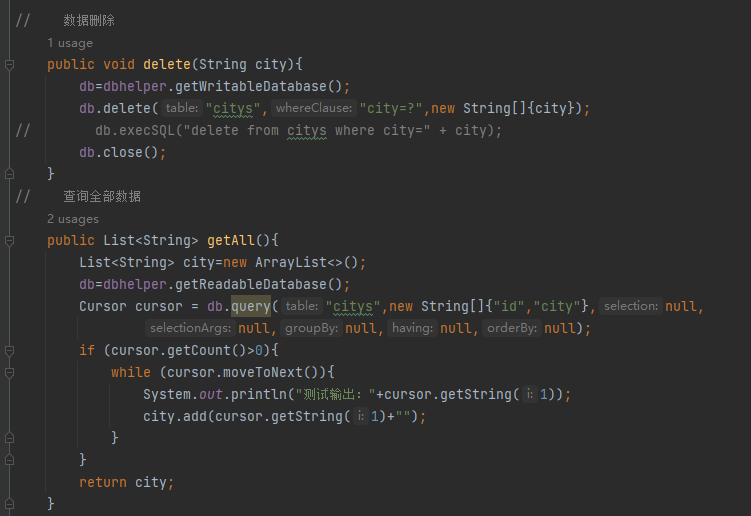 //    数据删除
1 usage
public void delete(String city){
db=dbhelper.getWritableDatabase();
db.delete( table: "citys", whereClause: "city=?",new String[]{city});
//        db.execSQL("delete from citys where city=" + city);
db.close();
}
//    查询全部数据
2 usages
public List<String> getAll(){
List<String> city=new ArrayList<>();
db=dbhelper.getReadableDatabase();
Cursor cursor = db.query( table: "citys",new String[]{"id","city"}, selection: null,
selectionArgs: null, groupBy: null, having: null, orderBy: null);
if (cursor.getCount()>0){
while (cursor.moveToNext()){
System.out.println("测试输出："+cursor.getString( i: 1));
city.add(cursor.getString( i: 1)+"");
}
}
return city;
}